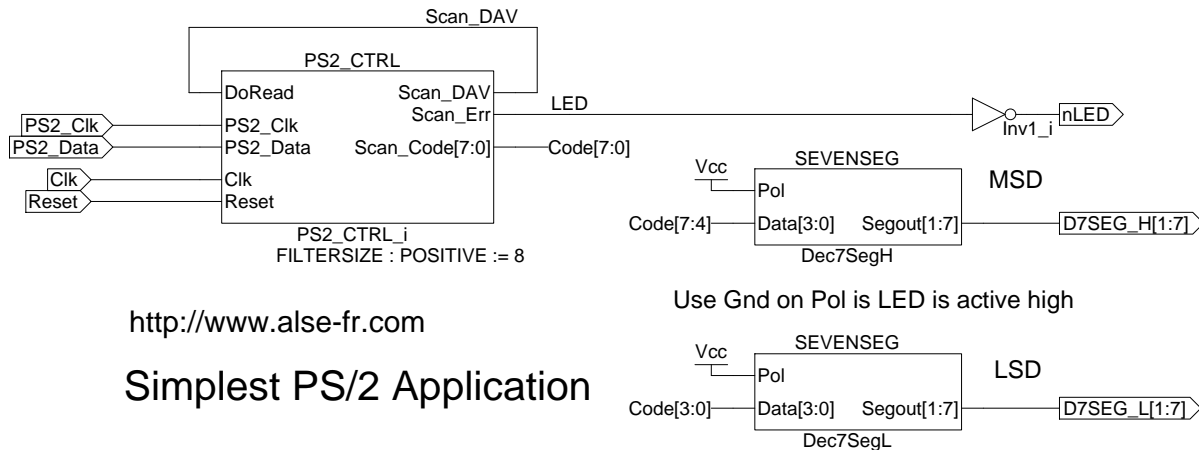 Scan_DAV
PS2_CTRL
DoRead Scan_DAV
Scan_Err LED
PS2_Clk PS2_Clk
PS2_Data PS2_Data Scan_Code[7:0] Code[7:0]
Clk Clk
Reset Reset
PS2_CTRL_i
FILTERSIZE : POSITIVE := 8
Inv1_i nLED
SEVENSEG
Vcc
MSD
Pol
Code[7:4] Data[3:0] Segout[1:7] D7SEG_H[1:7]
Dec7SegH
Use Gnd on Pol is LED is active high
http://www.alse-fr.com
Simplest PS/2 Application
SEVENSEG
Vcc
LSD
Pol
Code[3:0] Data[3:0] Segout[1:7] D7SEG_L[1:7]
Dec7SegL